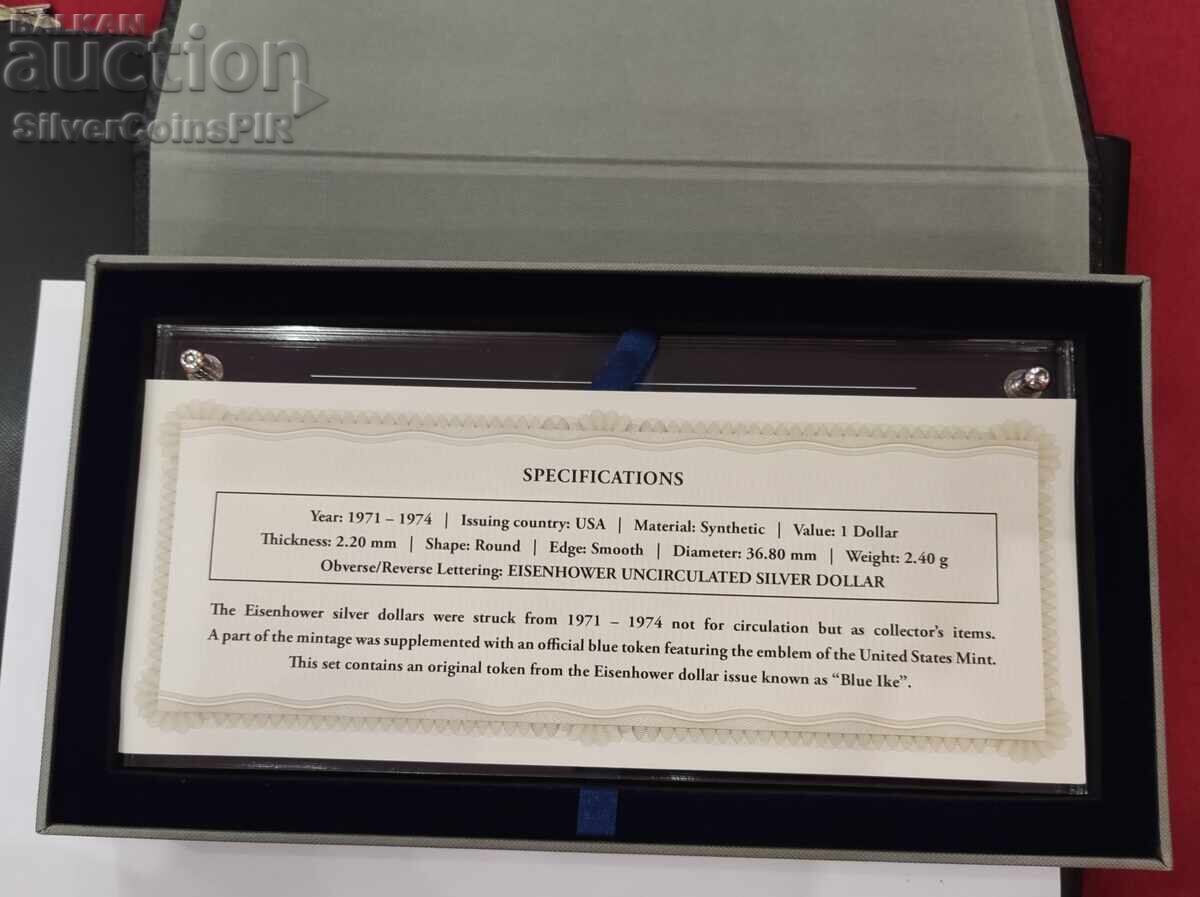 BALKAN
auction
SilverCoinsPIR
SPECIFICATIONS
Year: 1971 – 1974 | Issuing country: USA | Material: Synthetic | Value: 1 Dollar
Thickness: 2.20 mm | Shape: Round | Edge: Smooth | Diameter: 36.80 mm | Weight: 2.40 g
Obverse/Reverse Lettering: EISENHOWER UNCIRCULATED SILVER DOLLAR
The Eisenhower silver dollars were struck from 1971 – 1974 not for circulation but as collector's items.
A part of the mintage was supplemented with an official blue token featuring the emblem of the United States Mint.
This set contains an original token from the Eisenhower dollar issue known as “Blue Ike”.